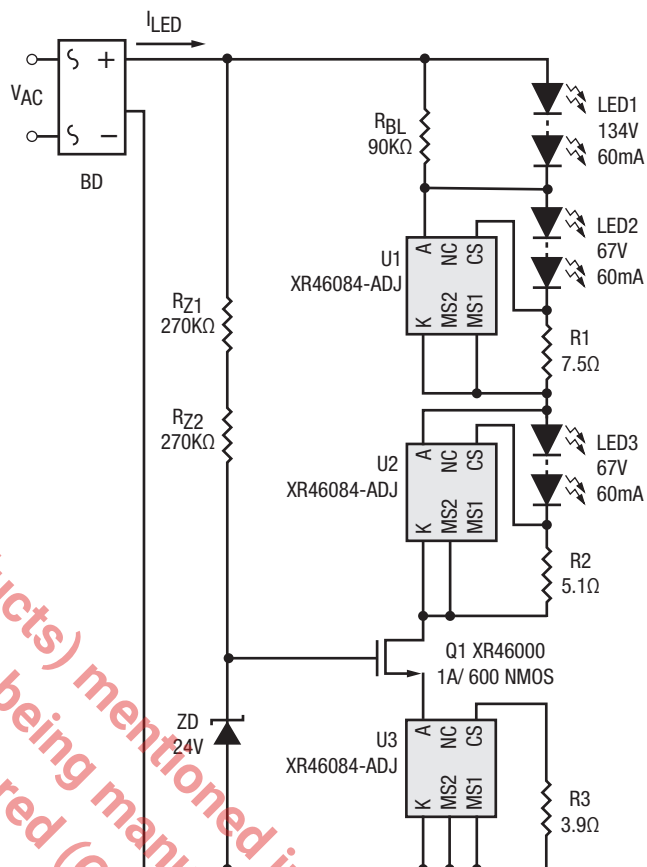 ILED
VAC
BD
RBL
90KΩ
LED1
134V
60mA
LED2
67V
60mA
U1
XR46084-ADJ
A
NC
CS
K
MS2
MS1
R1
7.5Ω
RZ1
270KΩ
RZ2
270KΩ
U2
XR46084-ADJ
A
NC
CS
K
MS2
MS1
LED3
67V
60mA
R2
5.1Ω
Q1 XR46000
1A/ 600 NMOS
ZD
24V
U3
XR46084-ADJ
A
NC
CS
K
MS2
MS1
R3
3.9Ω
ucts) mentioned i
being manu
red (